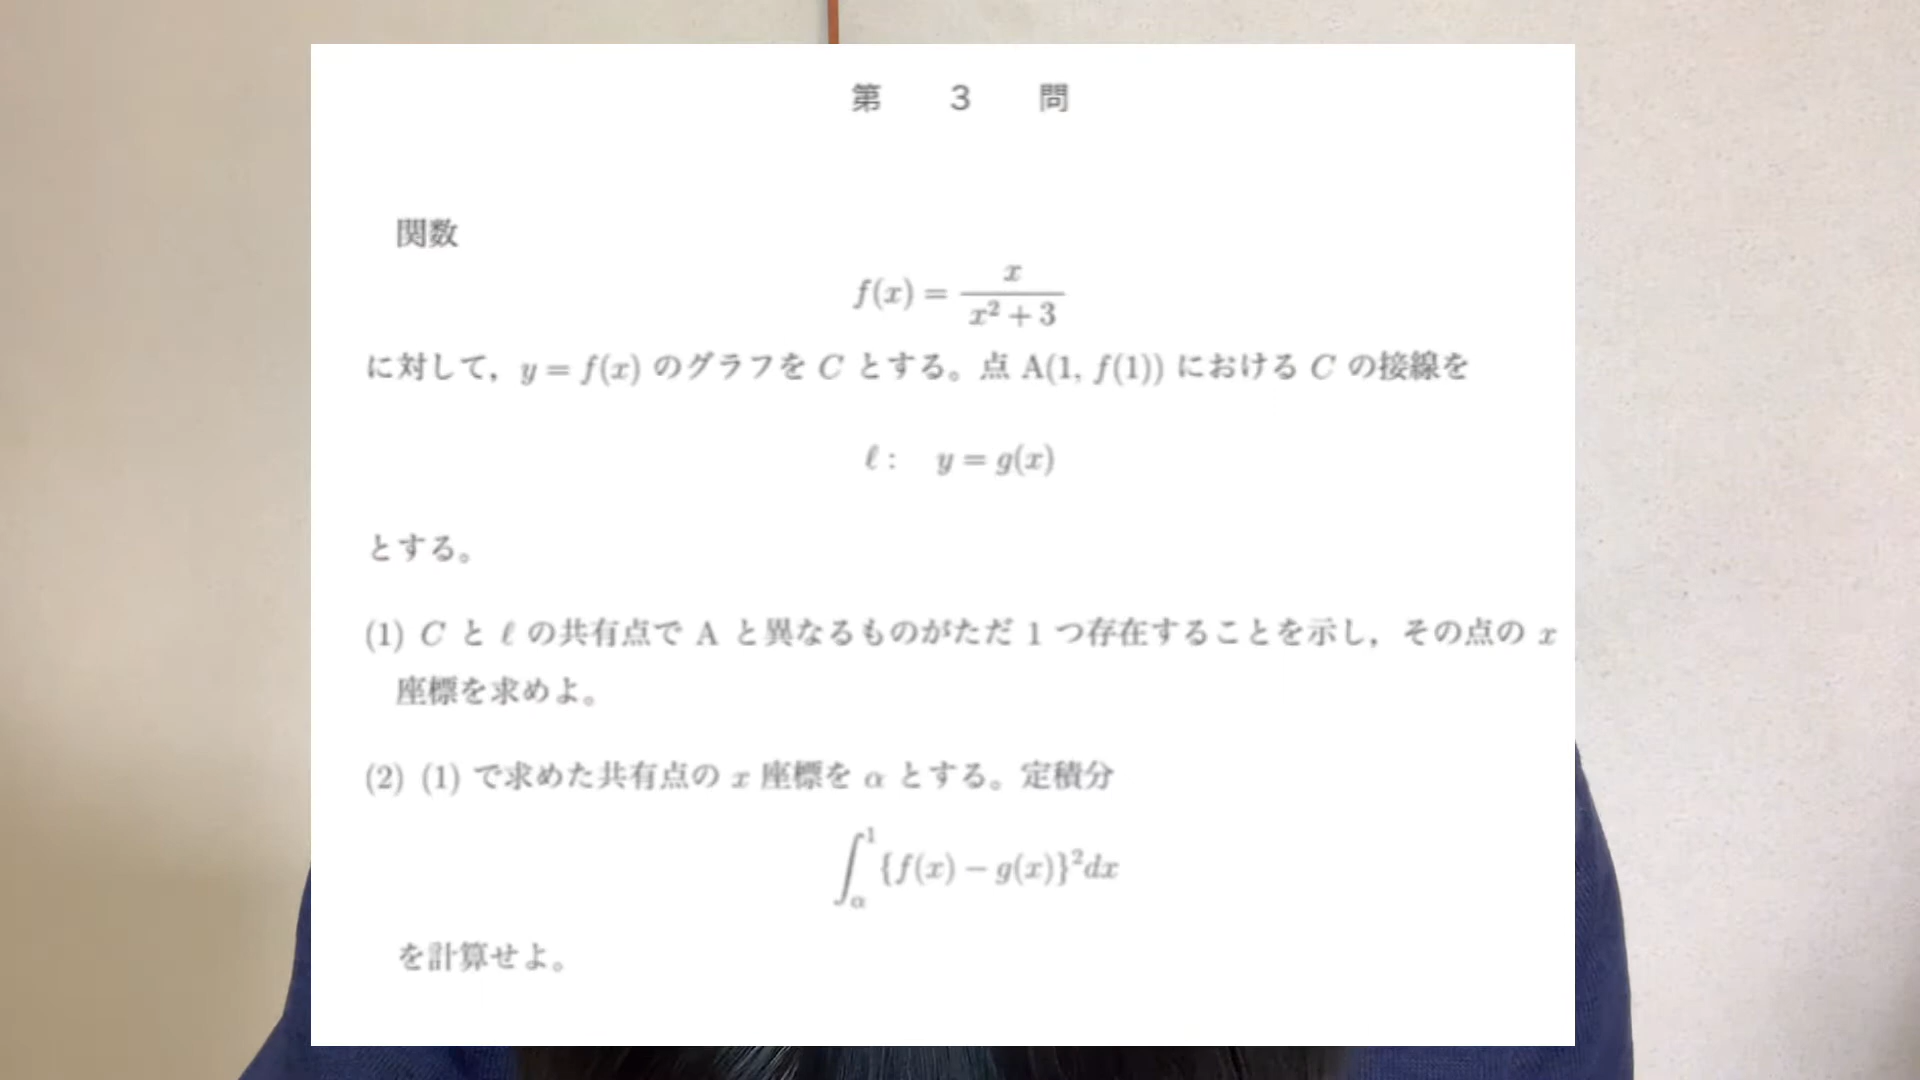 第 3 問
関数
f(x) = x / (x² + 3)
に対して，y = f(x) のグラフを C とする。点 A(1, f(1)) における C の接線を
ℓ : y = g(x)
とする。
(1) C と ℓ の共有点で A と異なるものがただ 1 つ存在することを示し，その点の x
座標を求めよ。
(2) (1) で求めた共有点の x 座標を α とする。定積分
∫_α^1 {f(x) − g(x)}²dx
を計算せよ。